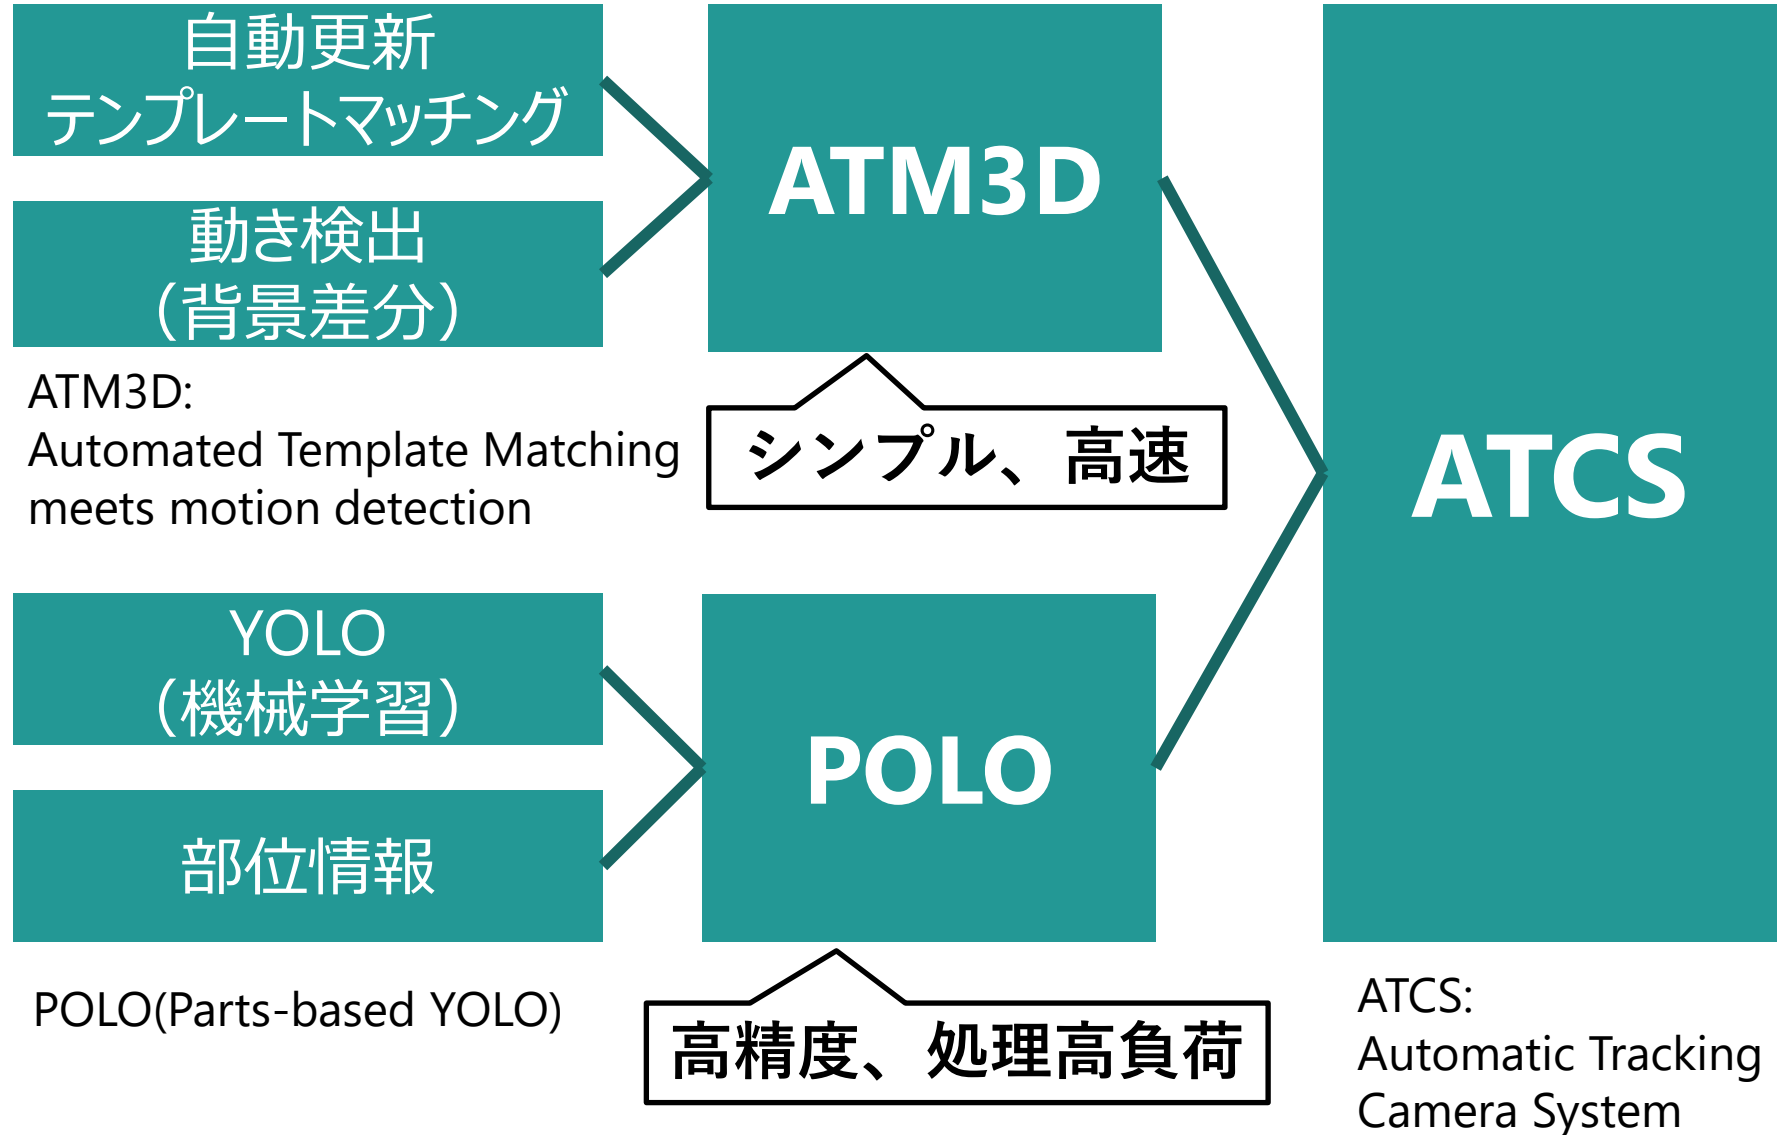 自動更新
テンプレートマッチング
動き検出
（背景差分）
ATM3D
ATM3D:
Automated Template Matching
meets motion detection
シンプル、高速
YOLO
（機械学習）
部位情報
POLO
POLO(Parts-based YOLO)
高精度、処理高負荷
ATCS
ATCS:
Automatic Tracking
Camera System